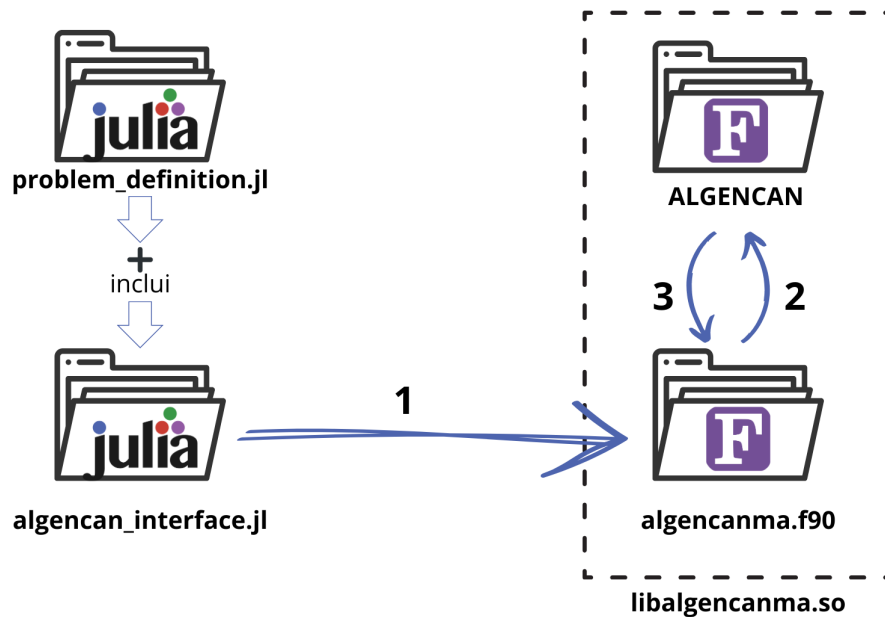 julia
problem_definition.jl
+
inclui
julia
algencan_interface.jl
1
F
ALGENCAN
3
2
F
algencanma.f90
libalgencanma.so